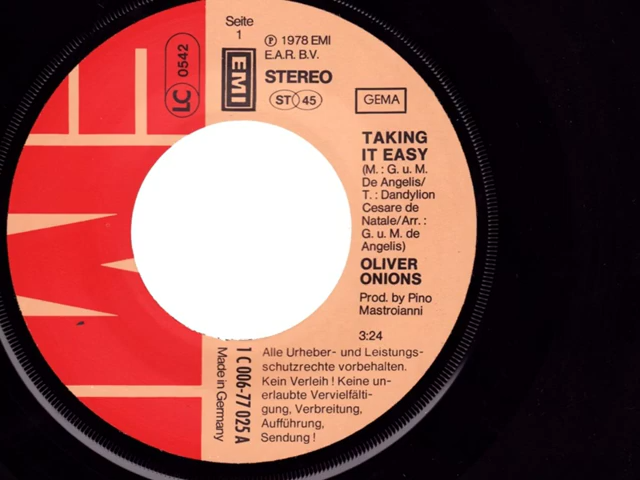 Seite
1
℗ 1978 EMI
E.A.R. B.V.
STEREO
ST 45
LC 0542
EMI
GEMA
TAKING
IT EASY
(M.: G. u. M.
De Angelis/
T.: Dandylion
Cesare de
Natale/Arr.:
G. u. M. de
Angelis)
OLIVER
ONIONS
Prod. by Pino
Mastroianni
3:24
1 C 006-77 025 A
Made in Germany
Alle Urheber- und Leistungs-
schutzrechte vorbehalten.
Kein Verleih! Keine un-
erlaubte Vervielfälti-
gung, Verbreitung,
Aufführung,
Sendung!
EMI